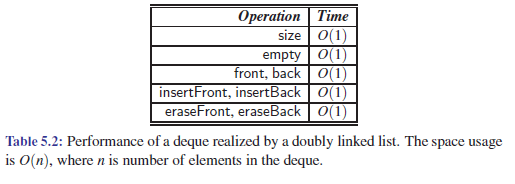 Operation Time
size O(1)
empty O(1)
front, back O(1)
insertFront, insertBack O(1)
eraseFront, eraseBack O(1)
Table 5.2: Performance of a deque realized by a doubly linked list. The space usage
is O(n), where n is number of elements in the deque.